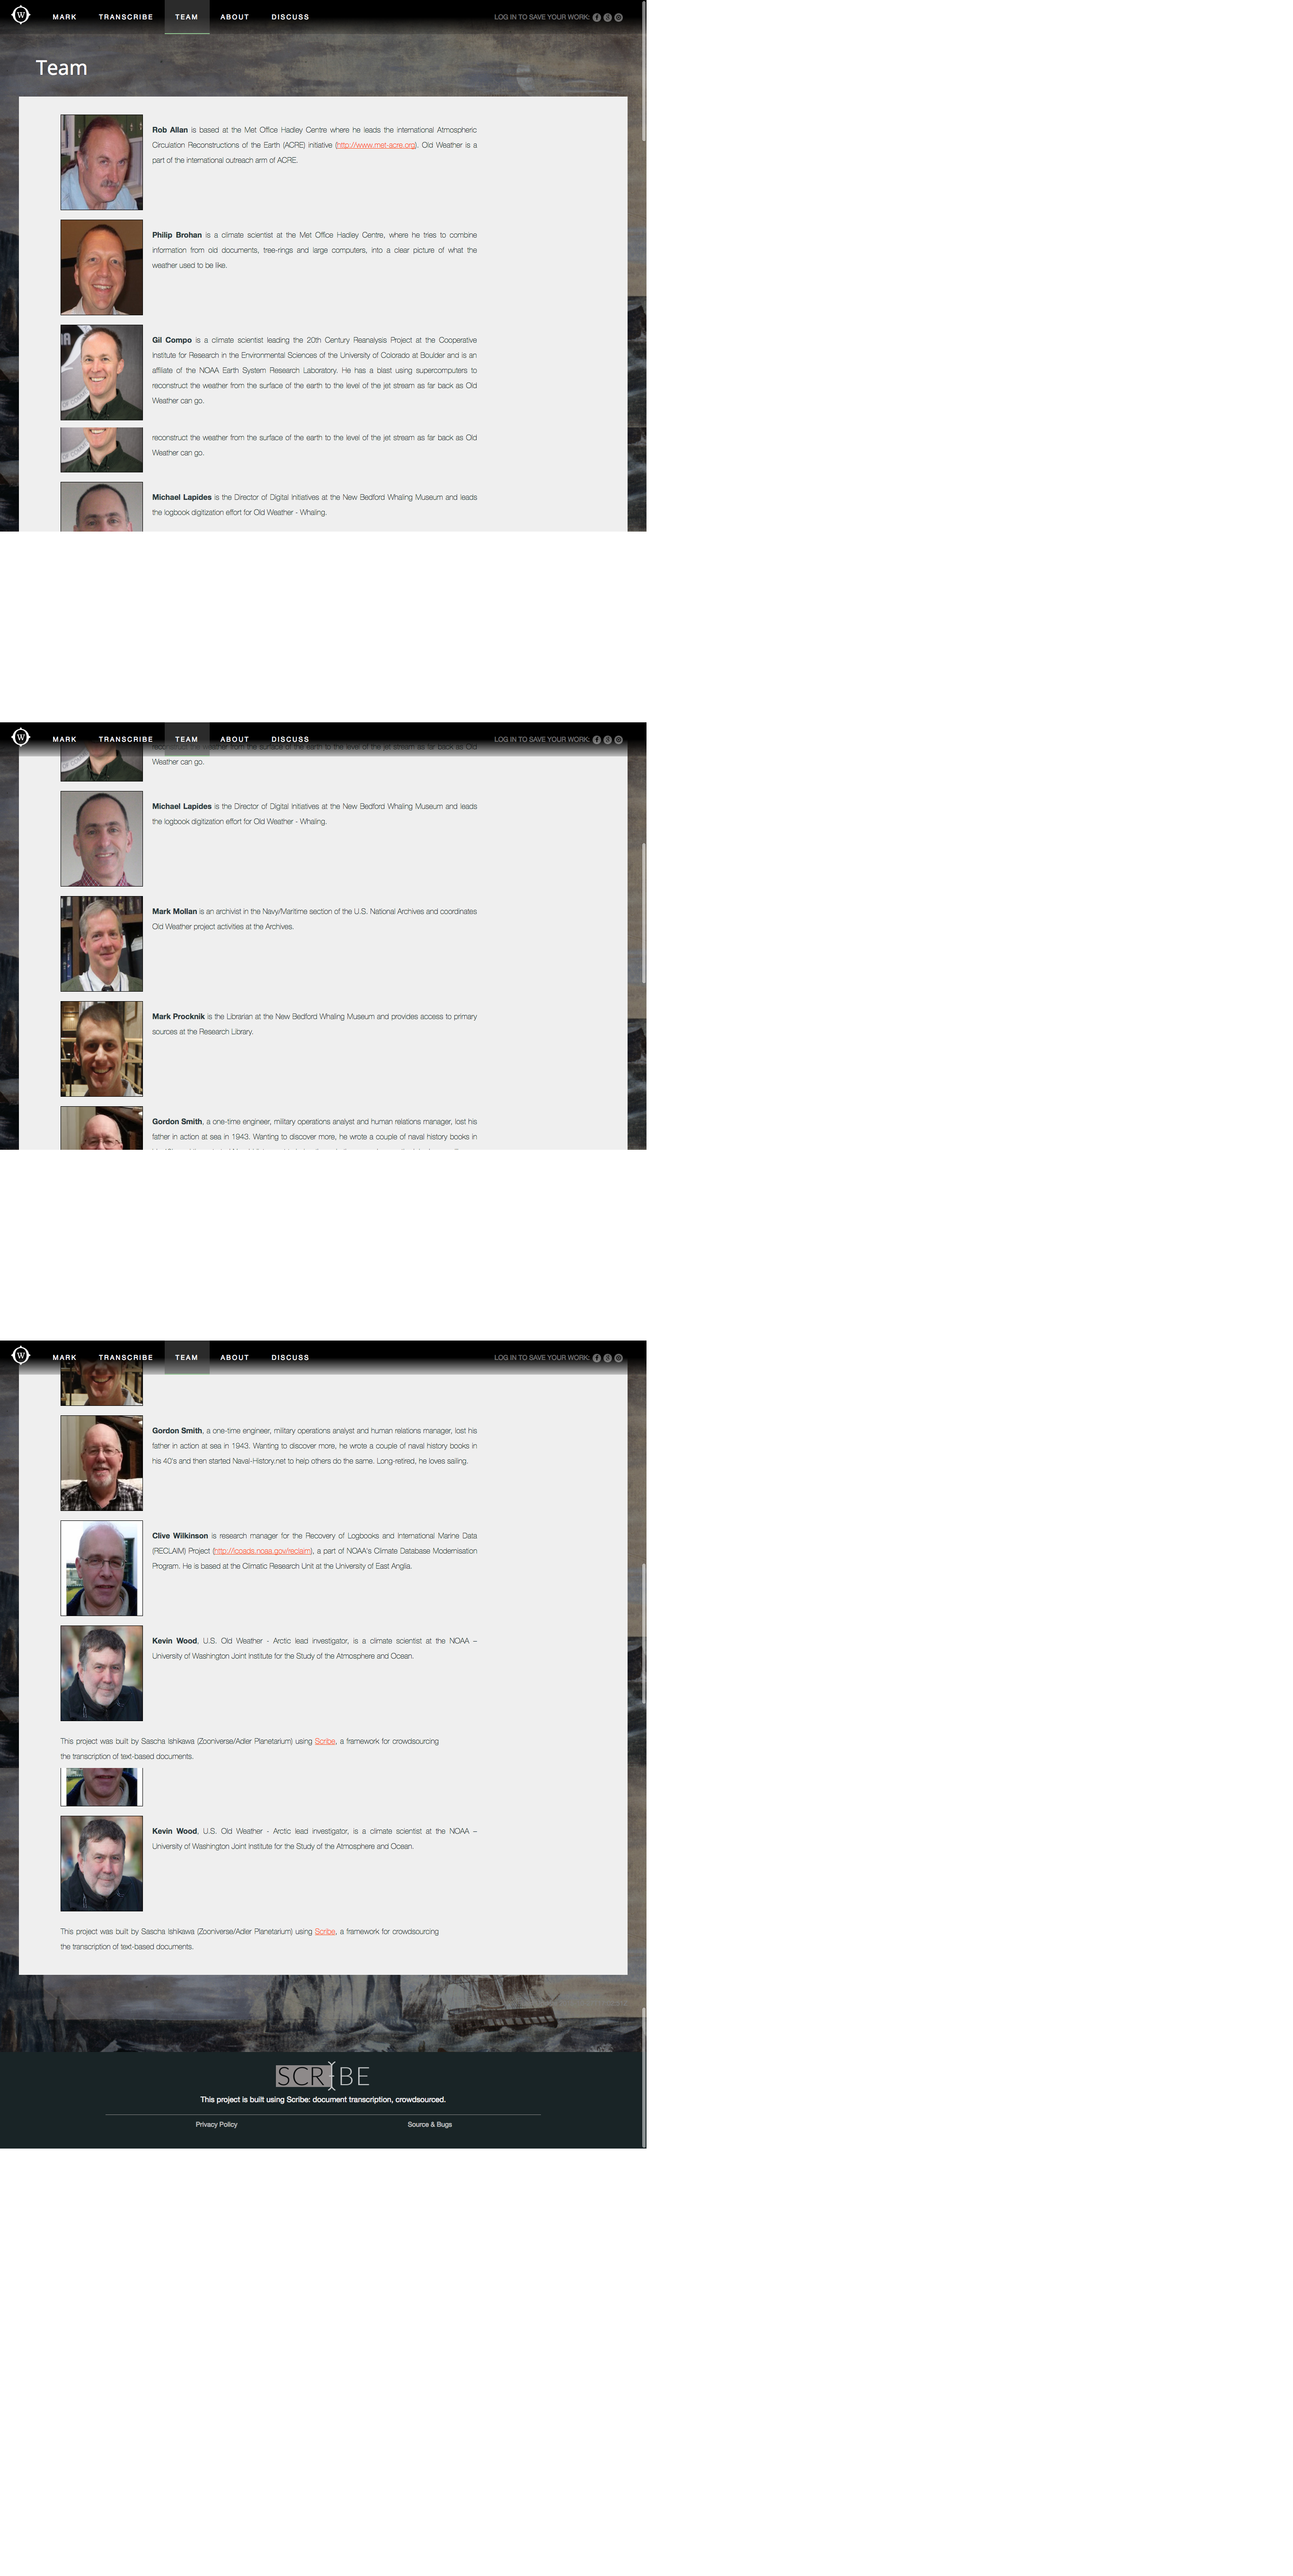 W MARK TRANSCRIBE TEAM ABOUT DISCUSS LOG IN TO SAVE YOUR WORK:
Team
Rob Allan is based at the Met Office Hadley Centre where he leads the international Atmospheric
Circulation Reconstructions of the Earth (ACRE) initiative (http://www.met-acre.org). Old Weather is a
part of the international outreach arm of ACRE.
Philip Brohan is a climate scientist at the Met Office Hadley Centre, where he tries to combine
information from old documents, tree-rings and large computers, into a clear picture of what the
weather used to be like.
Gil Compo is a climate scientist leading the 20th Century Reanalysis Project at the Cooperative
Institute for Research in the Environmental Sciences of the University of Colorado at Boulder and is an
affiliate of the NOAA Earth System Research Laboratory. He has a blast using supercomputers to
reconstruct the weather from the surface of the earth to the level of the jet stream as far back as Old
Weather can go.
reconstruct the weather from the surface of the earth to the level of the jet stream as far back as Old
Weather can go.
Michael Lapides is the Director of Digital Initiatives at the New Bedford Whaling Museum and leads
the logbook digitization effort for Old Weather - Whaling.
W MARK TRANSCRIBE TEAM ABOUT DISCUSS LOG IN TO SAVE YOUR WORK:
reconstruct the weather from the surface of the earth to the level of the jet stream as far back as Old
Weather can go.
Michael Lapides is the Director of Digital Initiatives at the New Bedford Whaling Museum and leads
the logbook digitization effort for Old Weather - Whaling.
Mark Mollan is an archivist in the Navy/Maritime section of the U.S. National Archives and coordinates
Old Weather project activities at the Archives.
Mark Procknik is the Librarian at the New Bedford Whaling Museum and provides access to primary
sources at the Research Library.
Gordon Smith, a one-time engineer, military operations analyst and human relations manager, lost his
father in action at sea in 1943. Wanting to discover more, he wrote a couple of naval history books in
W MARK TRANSCRIBE TEAM ABOUT DISCUSS LOG IN TO SAVE YOUR WORK:
Gordon Smith, a one-time engineer, military operations analyst and human relations manager, lost his
father in action at sea in 1943. Wanting to discover more, he wrote a couple of naval history books in
his 40's and then started Naval-History.net to help others do the same. Long-retired, he loves sailing.
Clive Wilkinson is research manager for the Recovery of Logbooks and International Marine Data
(RECLAIM) Project (http://icoads.noaa.gov/reclaim), a part of NOAA's Climate Database Modernisation
Program. He is based at the Climatic Research Unit at the University of East Anglia.
Kevin Wood, U.S. Old Weather - Arctic lead investigator, is a climate scientist at the NOAA –
University of Washington Joint Institute for the Study of the Atmosphere and Ocean.
This project was built by Sascha Ishikawa (Zooniverse/Adler Planetarium) using Scribe, a framework for crowdsourcing
the transcription of text-based documents.
Kevin Wood, U.S. Old Weather - Arctic lead investigator, is a climate scientist at the NOAA –
University of Washington Joint Institute for the Study of the Atmosphere and Ocean.
This project was built by Sascha Ishikawa (Zooniverse/Adler Planetarium) using Scribe, a framework for crowdsourcing
the transcription of text-based documents.
SCRIBE
This project is built using Scribe: document transcription, crowdsourced.
Privacy Policy Source & Bugs